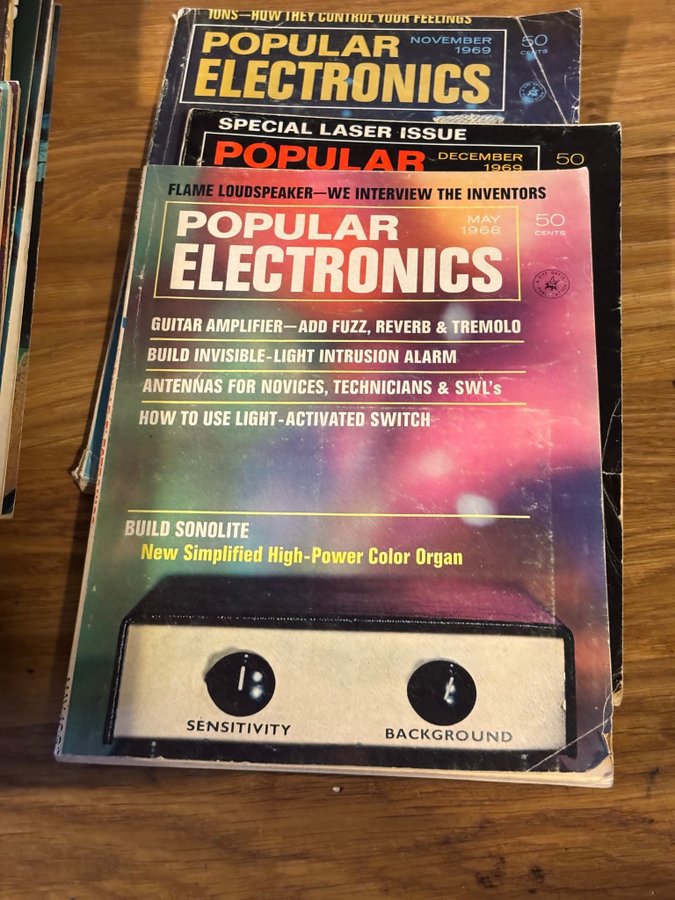 IONS—HOW THEY CONTROL YOUR FEELINGS
POPULAR
ELECTRONICS
NOVEMBER
1969
50
CENTS
SPECIAL LASER ISSUE
POPULAR
DECEMBER
1969
50
FLAME LOUDSPEAKER—WE INTERVIEW THE INVENTORS
POPULAR
ELECTRONICS
MAY
1968
50
CENTS
GUITAR AMPLIFIER—ADD FUZZ, REVERB & TREMOLO
BUILD INVISIBLE-LIGHT INTRUSION ALARM
ANTENNAS FOR NOVICES, TECHNICIANS & SWL's
HOW TO USE LIGHT-ACTIVATED SWITCH
BUILD SONOLITE
New Simplified High-Power Color Organ
SENSITIVITY
BACKGROUND